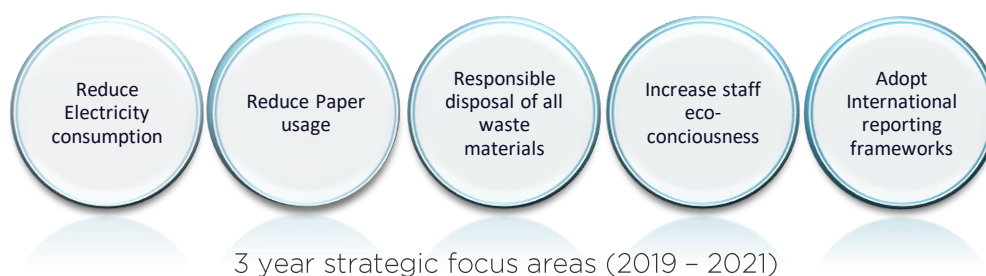 Reduce
Electricity
consumption
Reduce Paper
usage
Responsible
disposal of all
waste
materials
Increase staff
eco-
conciousness
Adopt
International
reporting
frameworks
3 year strategic focus areas (2019 – 2021)